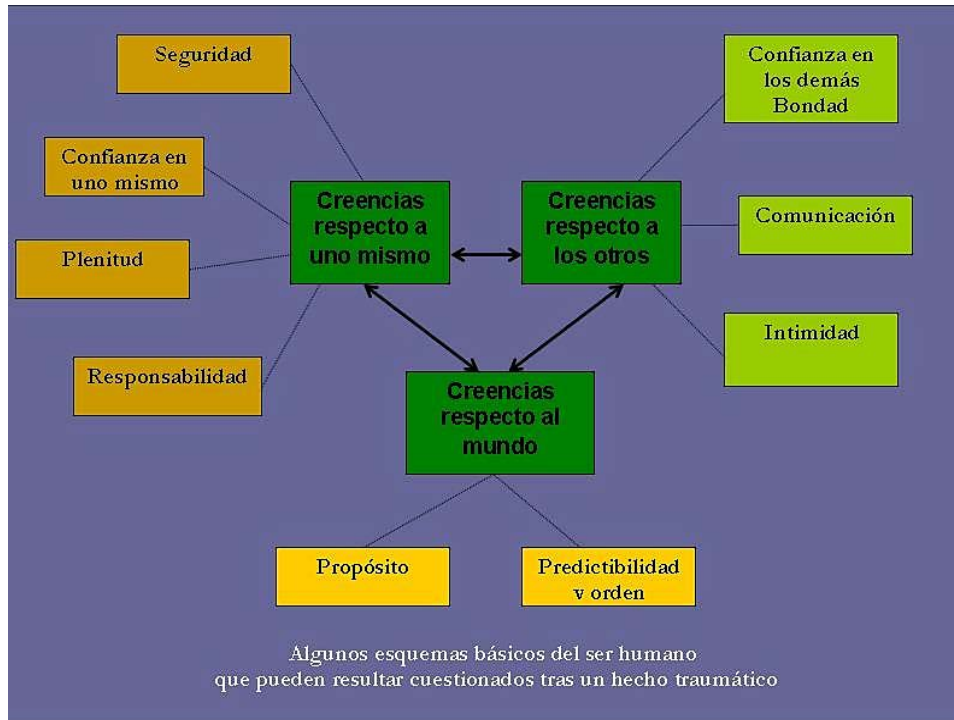 Seguridad
Confianza en
uno mismo
Plenitud
Responsabilidad
Creencias
respecto a
uno mismo
Creencias
respecto a
los otros
Confianza en
los demás
Bondad
Comunicación
Intimidad
Creencias
respecto al
mundo
Propósito
Predictibilidad
y orden
Algunos esquemas básicos del ser humano
que pueden resultar cuestionados tras un hecho traumático